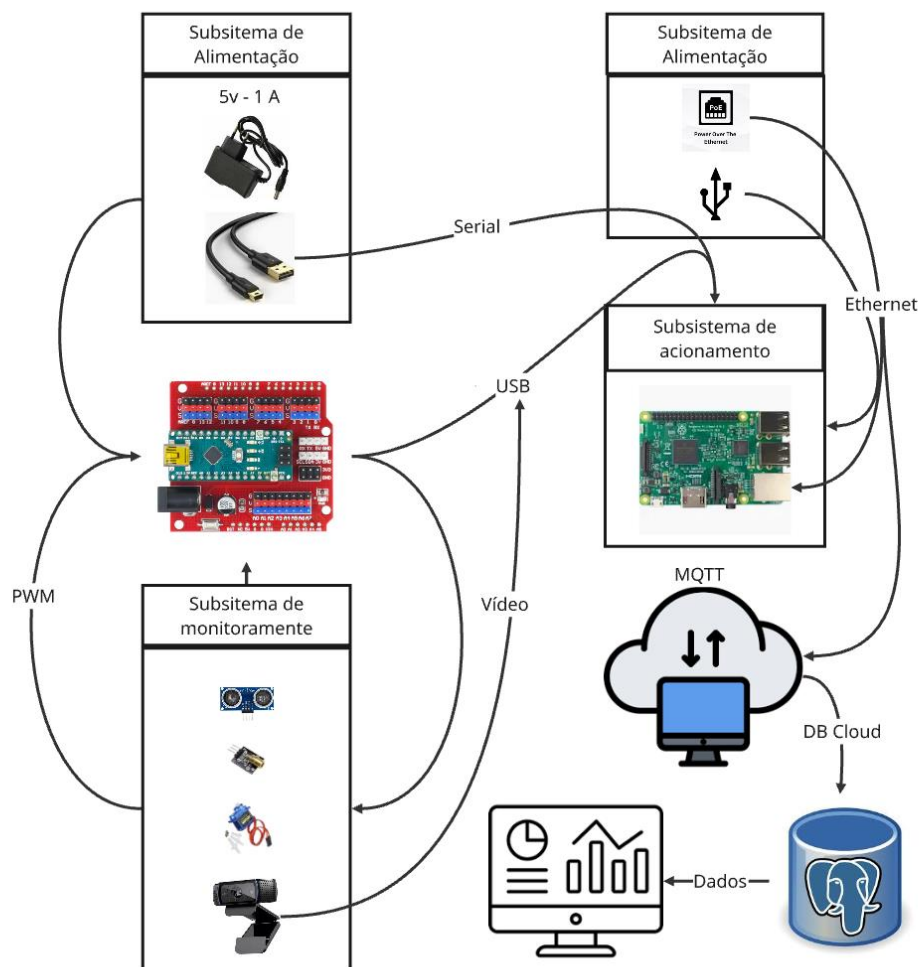 Subsitema de
Alimentação
5v - 1 A
Subsitema de
Alimentação
PoE
Power Over The
Ethernet
Serial
Ethernet
Subsistema de
acionamento
USB
PWM
Subsitema de
monitoramente
Vídeo
MQTT
DB Cloud
Dados